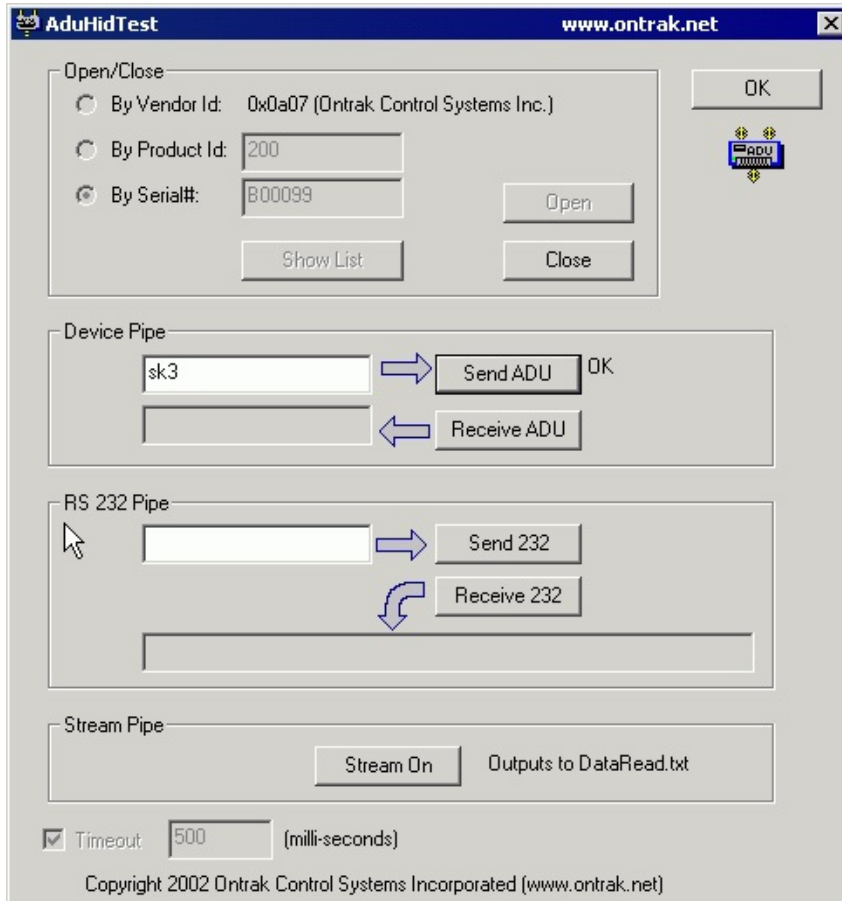 AduHidTest www.ontrak.net
Open/Close
OK
By Vendor Id: 0x0a07 (Ontrak Control Systems Inc.)
ADU
By Product Id: 200
By Serial#: B00099
Open
Show List Close
Device Pipe
sk3 Send ADU OK
Receive ADU
RS 232 Pipe
Send 232
Receive 232
Stream Pipe
Stream On Outputs to DataRead.txt
Timeout 500 (milli-seconds)
Copyright 2002 Ontrak Control Systems Incorporated (www.ontrak.net)